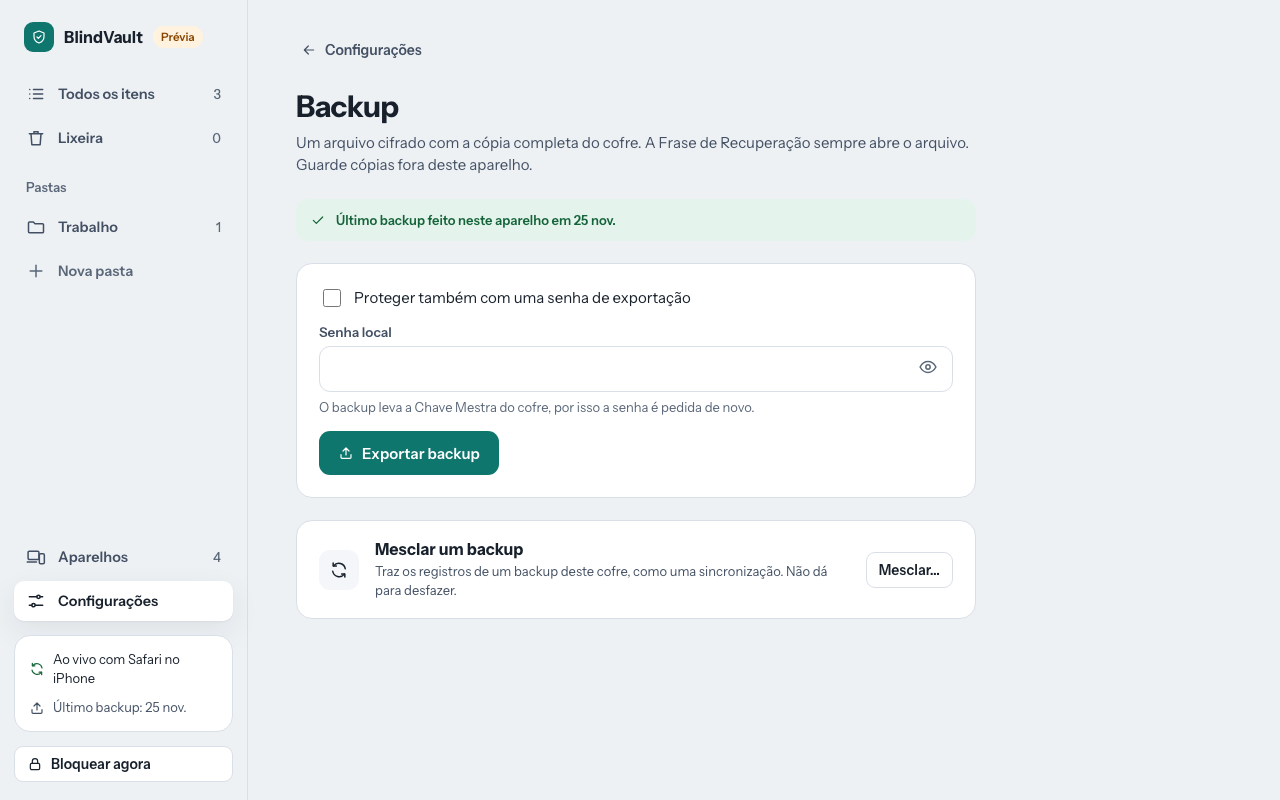 BlindVault Prévia
Todos os itens 3
Lixeira 0
Pastas
Trabalho 1
Nova pasta
Aparelhos 4
Configurações
Ao vivo com Safari no
iPhone
Último backup: 25 nov.
Bloquear agora
Configurações
Backup
Um arquivo cifrado com a cópia completa do cofre. A Frase de Recuperação sempre abre o arquivo.
Guarde cópias fora deste aparelho.
Último backup feito neste aparelho em 25 nov.
Proteger também com uma senha de exportação
Senha local
O backup leva a Chave Mestra do cofre, por isso a senha é pedida de novo.
Exportar backup
Mesclar um backup
Traz os registros de um backup deste cofre, como uma sincronização. Não dá
para desfazer.
Mesclar...